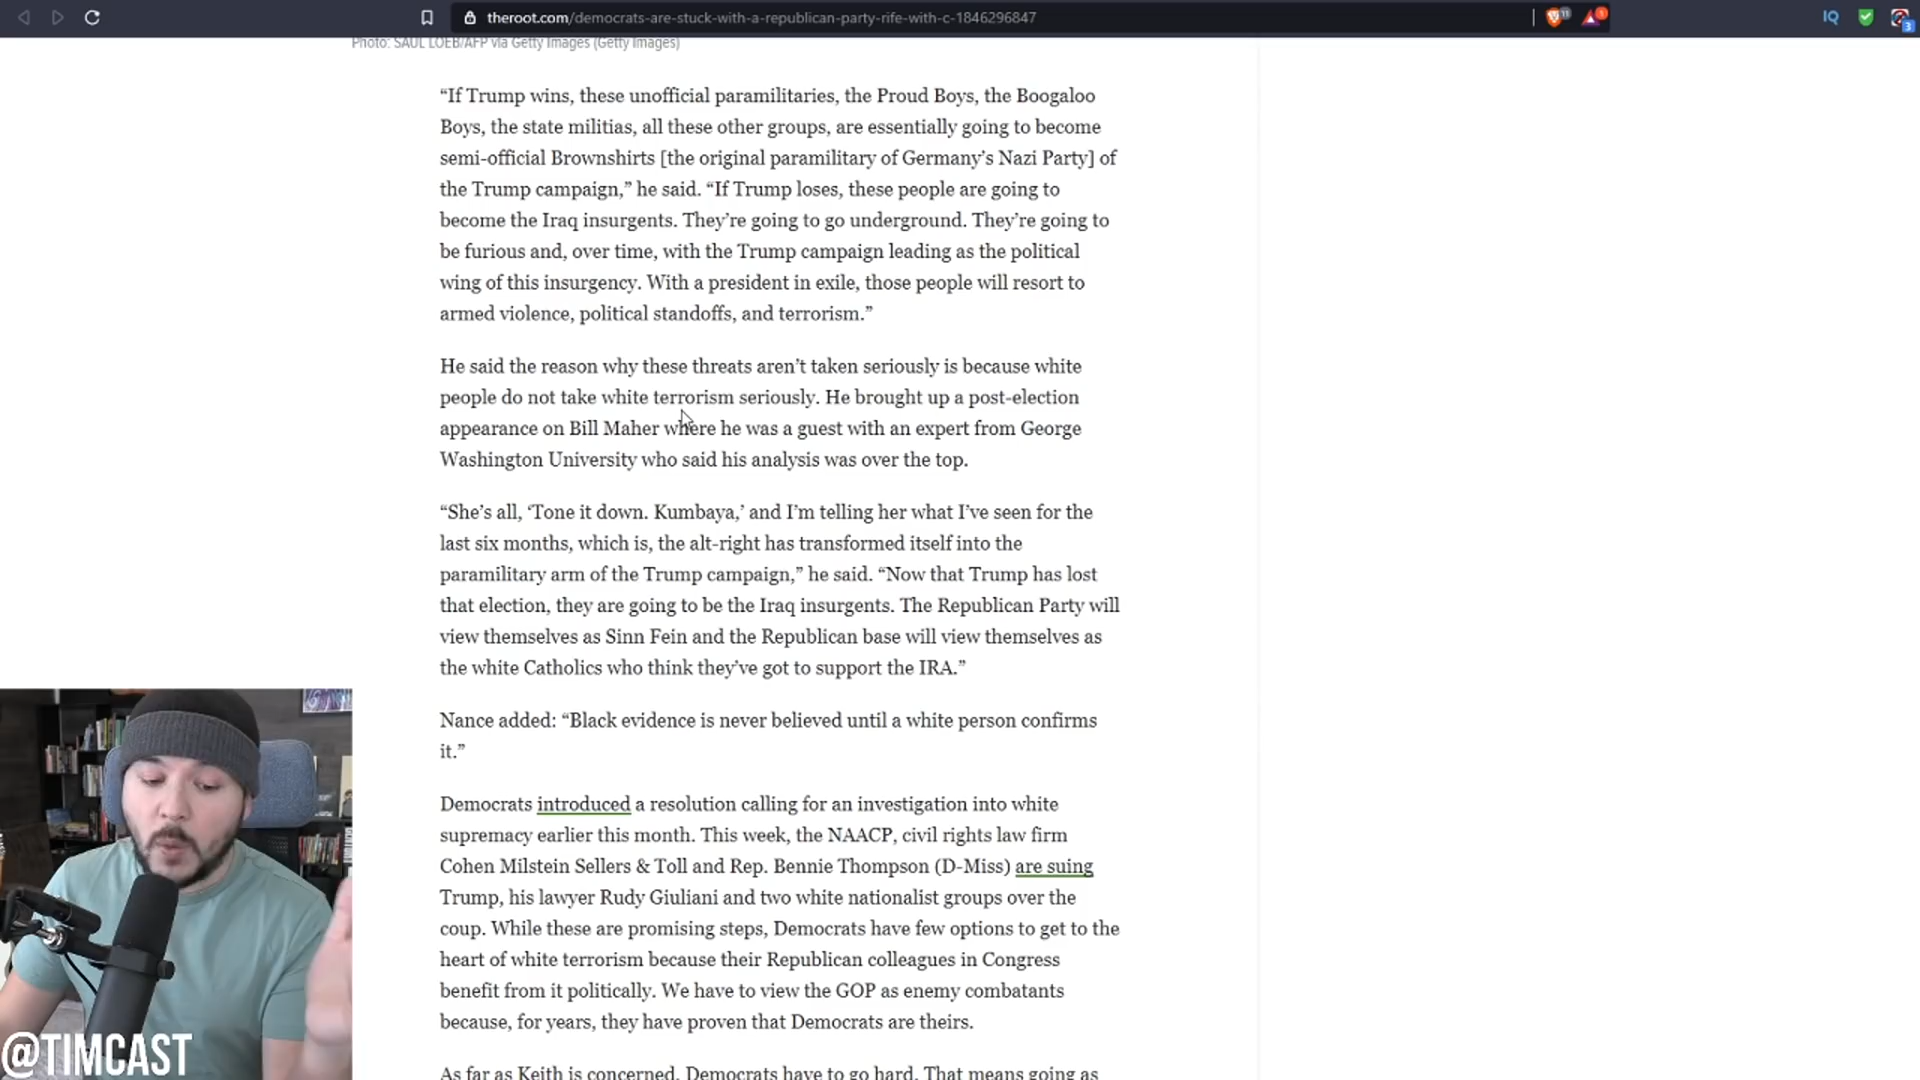 theroot.com/democrats-are-stuck-with-a-republican-party-rife-with-c-1846296847
11
1
IQ
3
Photo: SAUL LOEB/AFP via Getty Images (Getty Images)
“If Trump wins, these unofficial paramilitaries, the Proud Boys, the Boogaloo
Boys, the state militias, all these other groups, are essentially going to become
semi-official Brownshirts [the original paramilitary of Germany’s Nazi Party] of
the Trump campaign,” he said. “If Trump loses, these people are going to
become the Iraq insurgents. They’re going to go underground. They’re going to
be furious and, over time, with the Trump campaign leading as the political
wing of this insurgency. With a president in exile, those people will resort to
armed violence, political standoffs, and terrorism.”
He said the reason why these threats aren’t taken seriously is because white
people do not take white terrorism seriously. He brought up a post-election
appearance on Bill Maher where he was a guest with an expert from George
Washington University who said his analysis was over the top.
“She’s all, ‘Tone it down. Kumbaya,’ and I’m telling her what I’ve seen for the
last six months, which is, the alt-right has transformed itself into the
paramilitary arm of the Trump campaign,” he said. “Now that Trump has lost
that election, they are going to be the Iraq insurgents. The Republican Party will
view themselves as Sinn Fein and the Republican base will view themselves as
the white Catholics who think they’ve got to support the IRA.”
Nance added: “Black evidence is never believed until a white person confirms
it.”
Democrats introduced a resolution calling for an investigation into white
supremacy earlier this month. This week, the NAACP, civil rights law firm
Cohen Milstein Sellers & Toll and Rep. Bennie Thompson (D-Miss) are suing
Trump, his lawyer Rudy Giuliani and two white nationalist groups over the
coup. While these are promising steps, Democrats have few options to get to the
heart of white terrorism because their Republican colleagues in Congress
benefit from it politically. We have to view the GOP as enemy combatants
because, for years, they have proven that Democrats are theirs.
As far as Keith is concerned, Democrats have to go hard. That means going as
@TIMCAST